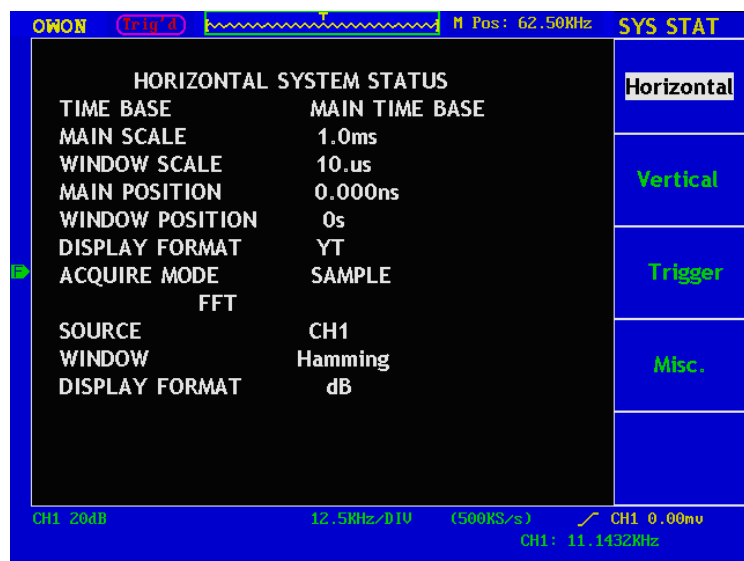 OWON Trig'd T M Pos: 62.50KHz SYS STAT
HORIZONTAL SYSTEM STATUS
TIME BASE MAIN TIME BASE
MAIN SCALE 1.0ms
WINDOW SCALE 10.us
MAIN POSITION 0.000ns
WINDOW POSITION 0s
DISPLAY FORMAT YT
ACQUIRE MODE SAMPLE
FFT
SOURCE CH1
WINDOW Hamming
DISPLAY FORMAT dB
Horizontal
Vertical
F
Trigger
Misc.
CH1 20dB 12.5KHz/DIV (500KS/s) CH1 0.00mv
CH1: 11.1432KHz